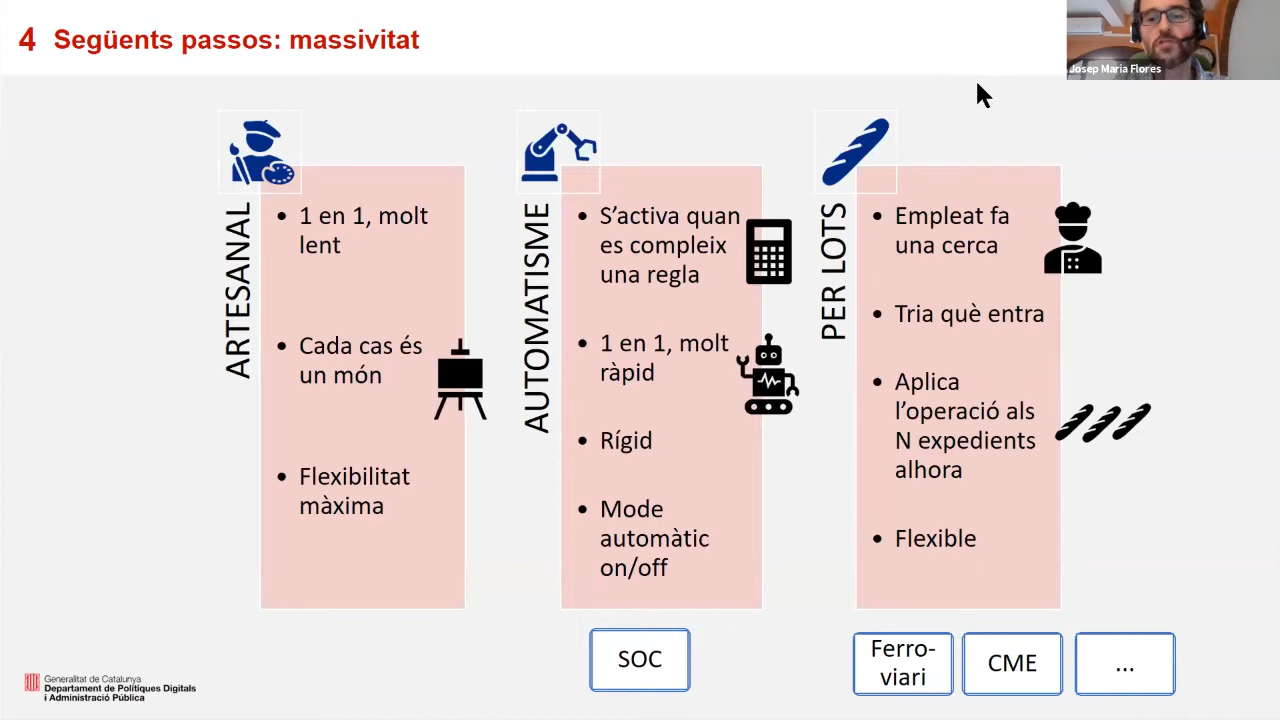 4 Següents passos: massivitat
Josep Maria Flores
ARTESANAL
• 1 en 1, molt
lent
• Cada cas és
un món
• Flexibilitat
màxima
AUTOMATISME
• S’activa quan
es compleix
una regla
• 1 en 1, molt
ràpid
• Rígid
• Mode
automàtic
on/off
SOC
PER LOTS
• Empleat fa
una cerca
• Tria què entra
• Aplica
l’operació als
N expedients
alhora
• Flexible
Ferro-
viari
CME
...
Generalitat de Catalunya
Departament de Polítiques Digitals
i Administració Pública